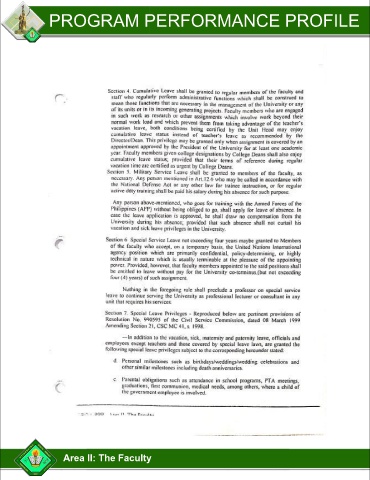 PROGRAM PERFORMANCE PROFILE
Section 4. Cumulative Leave shall be granted to regular members of the faculty and
staff who regularly perform administrative functions which shall be construed to
mean those functions that are necessary in the management of the University or any
of its units or in its incoming generating projects. Faculty members who are engaged
in such work as research or other assignments which involve work beyond their
normal work load and which prevent them from taking advantage of the teacher's
vacation leave, both conditions being certified by the Unit Head may enjoy
cumulative leave status instead of teacher's leave as recommended by the
Director/Dean. This privilege may be granted only when assignment is covered by an
appointment approved by the President of the University for at least one academic
year. Faculty members given college designations by College Deans shall also enjoy
cumulative leave status; provided that their terms of reference during regular
vacation time are certified as urgent by College Deans.
Section 5. Military Service Leave shall be granted to members of the faculty, as
necessary. Any person mentioned in Art.12.6 who may be called in accordance with
the National Defense Act or any other law for trainee instruction, or for regular
active duty training shall be paid his salary during his absence for such purpose.
Any person above-mentioned, who goes for training with the Armed Forces of the
Philippines (AFP) without being obliged to go, shall apply for leave of absence. In
case the leave application is approved, he shall draw no compensation from the
University during his absence; provided that such absence shall not curtail his
vacation and sick leave privileges in the University.
Section 6. Special Service Leave not exceeding four years maybe granted to Members
of the faculty who accept, on a temporary basis, the United Nations International
agency position which are primarily confidential, policy-determining, or highly
technical in nature which is usually terminable at the pleasure of the appointing
power. Provided, however, that faculty members appointed to the said positions shall
be entitled to leave without pay for the University co-terminus,(but not exceeding
four (4) years) of such assignment.
Nothing in the foregoing rule shall preclude a professor on special service
leave to continue serving the University as professional lecturer or consultant in any
unit that requires his services.
Section 7. Special Leave Privileges - Reproduced below are pertinent provisions of
Resolution No. 990595 of the Civil Service Commission, dated 08 March 1999
Amending Section 21, CSC MC 41, s. 1998.
---In addition to the vacation, sick, maternity and paternity leave, officials and
employees except teachers and those covered by special leave laws, are granted the
following special leave privileges subject to the corresponding hereunder stated:
d. Personal milestones such as birthdays/weddings/wedding celebrations and
other similar milestones including death anniversaries.
e. Parental obligations such as attendance in school programs, PTA meetings,
graduations, first communion, medical needs, among others, where a child of
the government employee is involved.
Area II: The Faculty